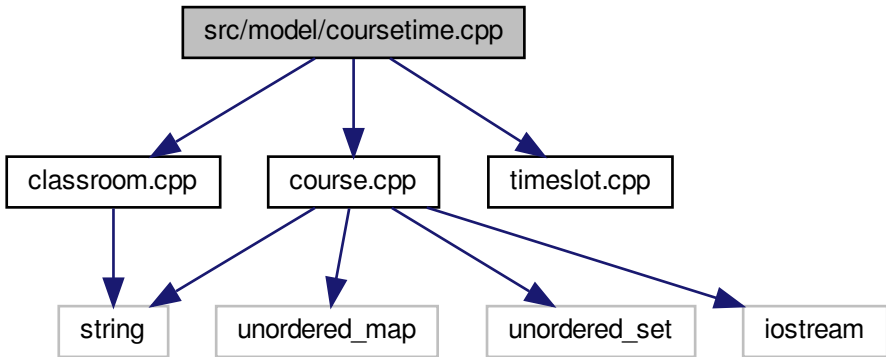 src/model/coursetime.cpp
classroom.cpp
course.cpp
timeslot.cpp
string
unordered_map
unordered_set
iostream